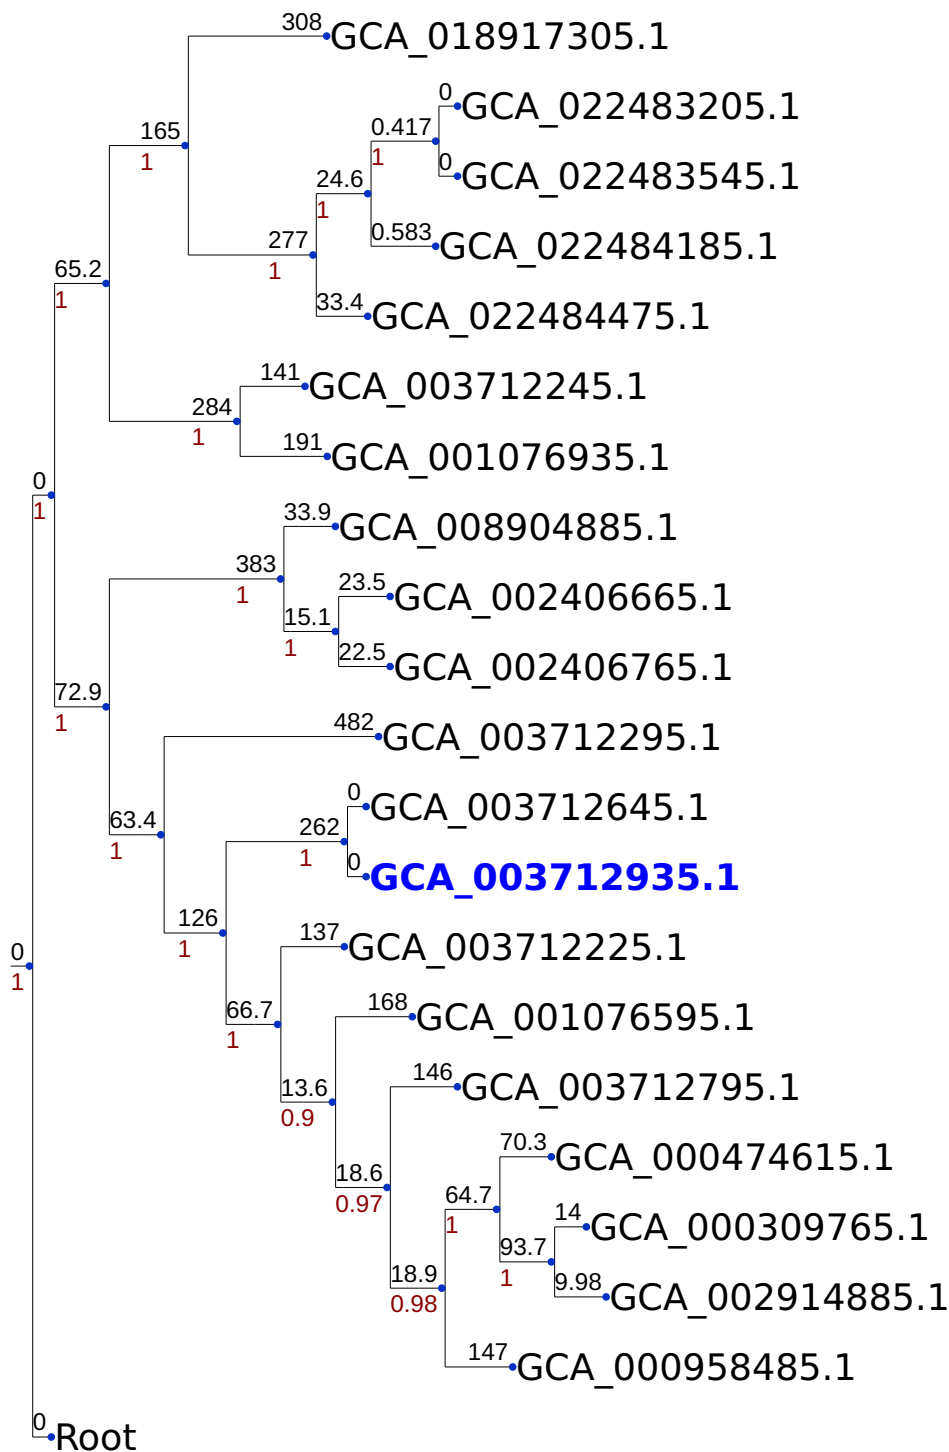 308 GCA_018917305.1
0 GCA_022483205.1
0.417
1
165
1
0 GCA_022483545.1
24.6
1
0.583 GCA_022484185.1
277
1
65.2
1
33.4 GCA_022484475.1
141 GCA_003712245.1
284
1
191 GCA_001076935.1
0
1
33.9 GCA_008904885.1
383
1
23.5 GCA_002406665.1
15.1
1
22.5 GCA_002406765.1
72.9
1
482 GCA_003712295.1
0 GCA_003712645.1
63.4
1
262
1
0 GCA_003712935.1
126
1
137 GCA_003712225.1
0
1
66.7
1
168 GCA_001076595.1
13.6
0.9
146 GCA_003712795.1
70.3 GCA_000474615.1
18.6
0.97
64.7
1
14 GCA_000309765.1
93.7
1
18.9
0.98
9.98 GCA_002914885.1
147 GCA_000958485.1
0 Root